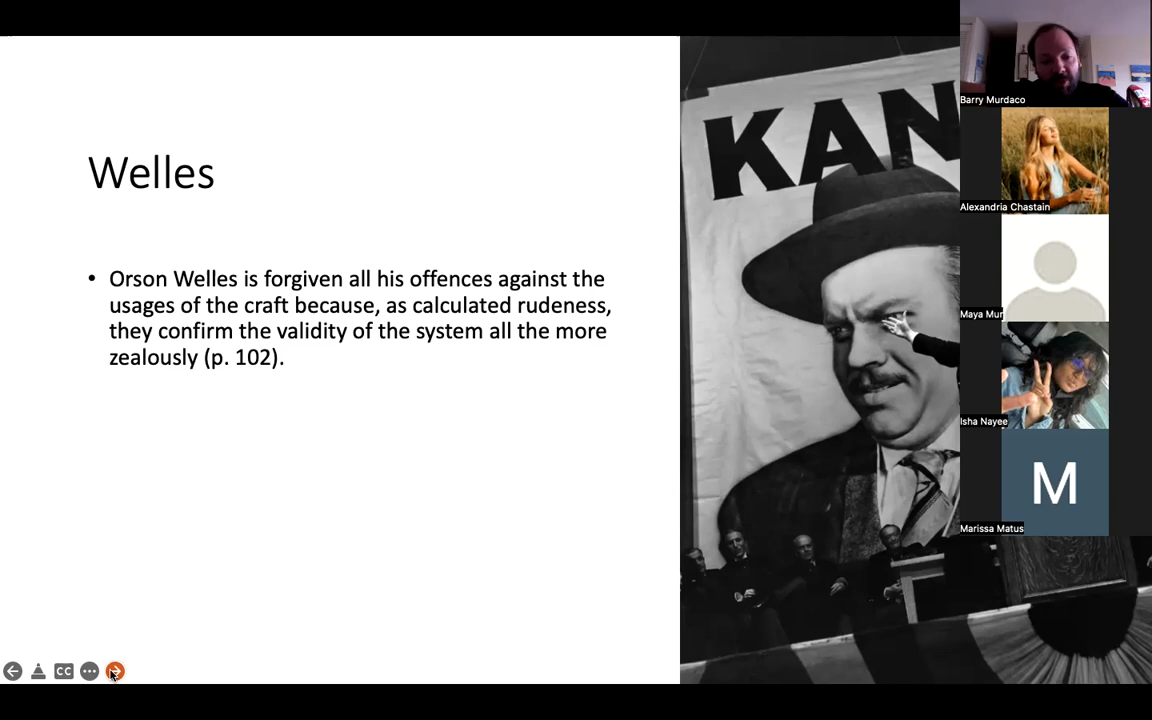 Welles
• Orson Welles is forgiven all his offences against the
usages of the craft because, as calculated rudeness,
they confirm the validity of the system all the more
zealously (p. 102).
KAN
Barry Murdaco
Alexandria Chastain
Maya Mur
Isha Nayee
M
Marissa Matus
CC